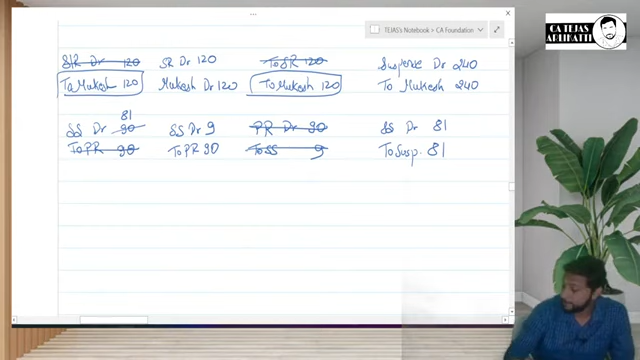 TEJAS's Notebook > CA Foundation
CA TEJAS
ARTIKATTI
S/R Dr 120 SR Dr 120 To SR 120 Suspense Dr 240
To Mukesh 120 Mukesh Dr 120 To Mukesh 120 To Mukesh 240
81
SS Dr 90 SS Dr 9 PR Dr 90 SS Dr 81
To PR 90 To PR 90 To SS 9 To Susp. 81